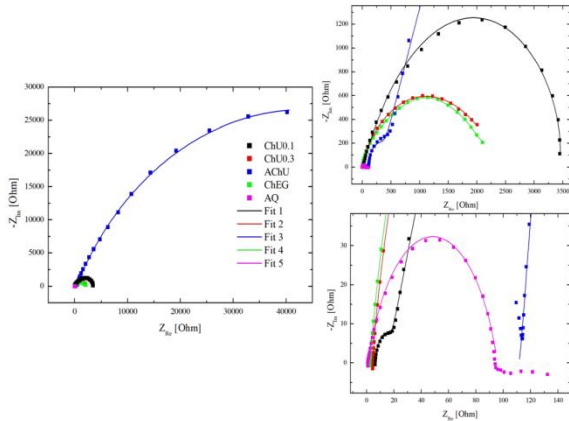 30000
25000
20000
15000
10000
5000
0
-Z_Im [Ohm]
0 10000 20000 30000 40000
Z_Re [Ohm]
ChU0.1
ChU0.3
AChU
ChEG
AQ
Fit 1
Fit 2
Fit 3
Fit 4
Fit 5
1200
1000
800
600
400
200
0
-Z_Im [Ohm]
0 500 1000 1500 2000 2500 3000 3500
Z_Re [Ohm]
30
20
10
0
-Z_Im [Ohm]
0 20 40 60 80 100 120 140
Z_Re [Ohm]